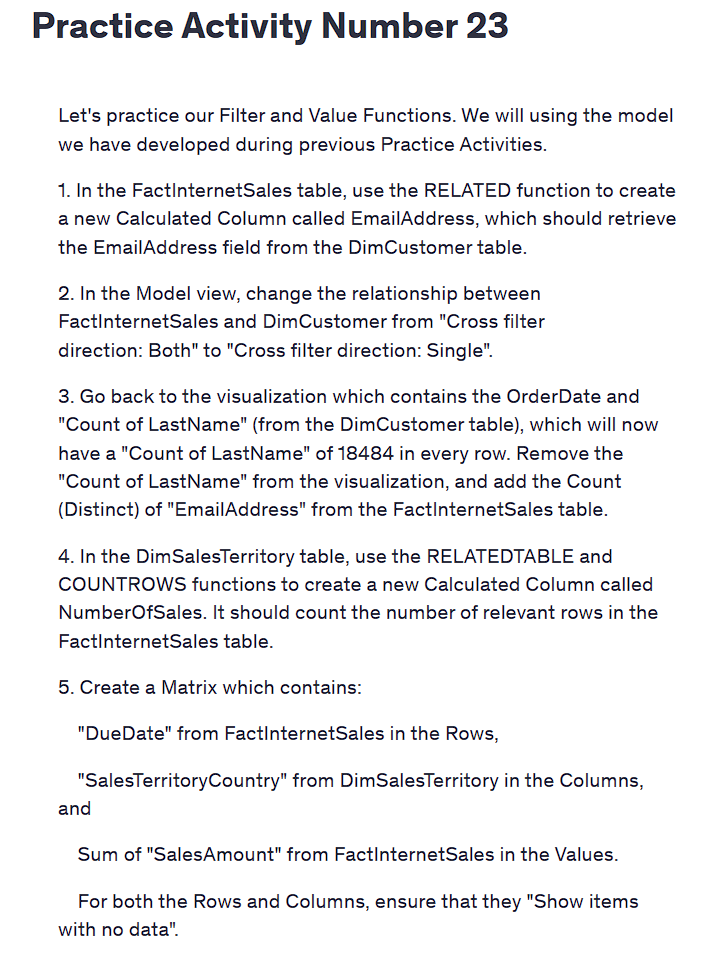 Practice Activity Number 23
Let's practice our Filter and Value Functions. We will using the model
we have developed during previous Practice Activities.
1. In the FactInternetSales table, use the RELATED function to create
a new Calculated Column called EmailAddress, which should retrieve
the EmailAddress field from the DimCustomer table.
2. In the Model view, change the relationship between
FactInternetSales and DimCustomer from "Cross filter
direction: Both" to "Cross filter direction: Single".
3. Go back to the visualization which contains the OrderDate and
"Count of LastName" (from the DimCustomer table), which will now
have a "Count of LastName" of 18484 in every row. Remove the
"Count of LastName" from the visualization, and add the Count
(Distinct) of "EmailAddress" from the FactInternetSales table.
4. In the DimSalesTerritory table, use the RELATEDTABLE and
COUNTROWS functions to create a new Calculated Column called
NumberOfSales. It should count the number of relevant rows in the
FactInternetSales table.
5. Create a Matrix which contains:
"DueDate" from FactInternetSales in the Rows,
"SalesTerritoryCountry" from DimSalesTerritory in the Columns,
and
Sum of "SalesAmount" from FactInternetSales in the Values.
For both the Rows and Columns, ensure that they "Show items
with no data".